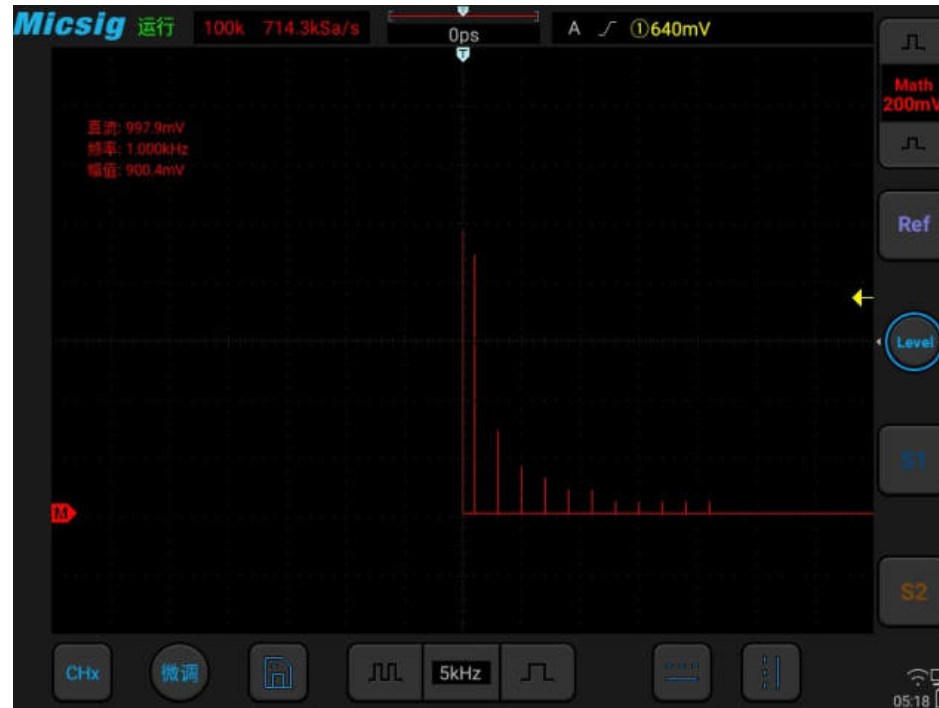 Micsig 运行 100k 714.3kSa/s 0ps A ①640mV
T
直流: 997.9mV
频率: 1.000kHz
幅值: 900.4mV
Math
200mV
Ref
Level
M
S1
S2
CHx 微调 5kHz
05:18